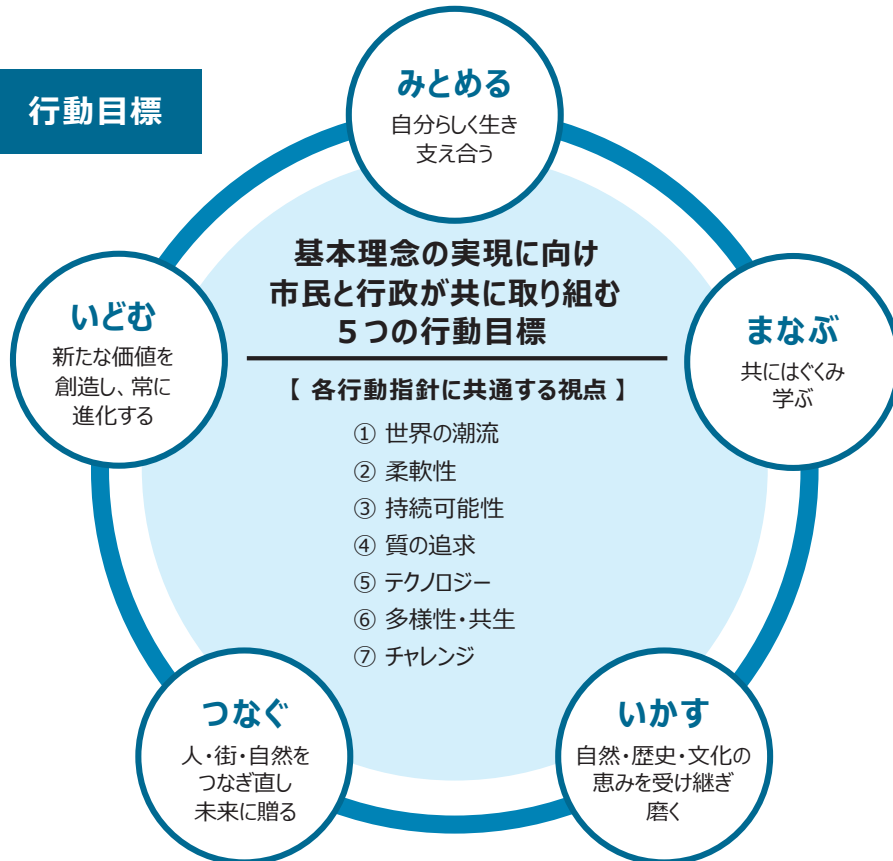 行動目標
みとめる
自分らしく生き
支え合う
基本理念の実現に向け
市民と行政が共に取り組む
５つの行動目標
【 各行動指針に共通する視点 】
① 世界の潮流
② 柔軟性
③ 持続可能性
④ 質の追求
⑤ テクノロジー
⑥ 多様性・共生
⑦ チャレンジ
まなぶ
共にはぐくみ
学ぶ
いかす
自然・歴史・文化の
恵みを受け継ぎ
磨く
つなぐ
人・街・自然を
つなぎ直し
未来に贈る
いどむ
新たな価値を
創造し、常に
進化する